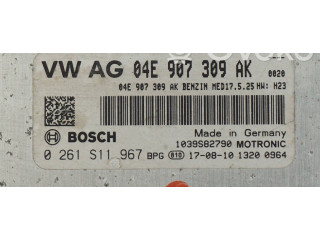 VW AG 04E 907 309 AK 0020
04E 907 309 AK BENZIN MED17.5.25 HW: H23
BOSCH
Made in Germany
1039S82790 MOTRONIC
0 261 S11 967 BPG 810 17-08-10 1320 0964